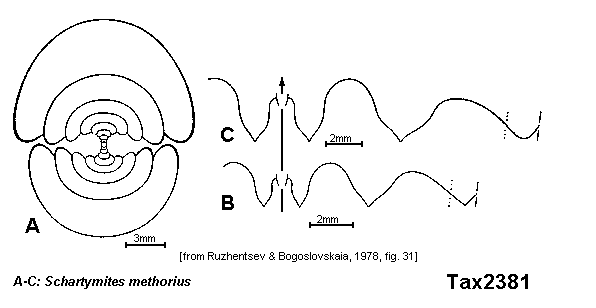 C
2mm
B
2mm
A
3mm
[from Ruzhentsev & Bogoslovskaia, 1978, fig. 31]
A-C: Schartymites methorius
Tax2381